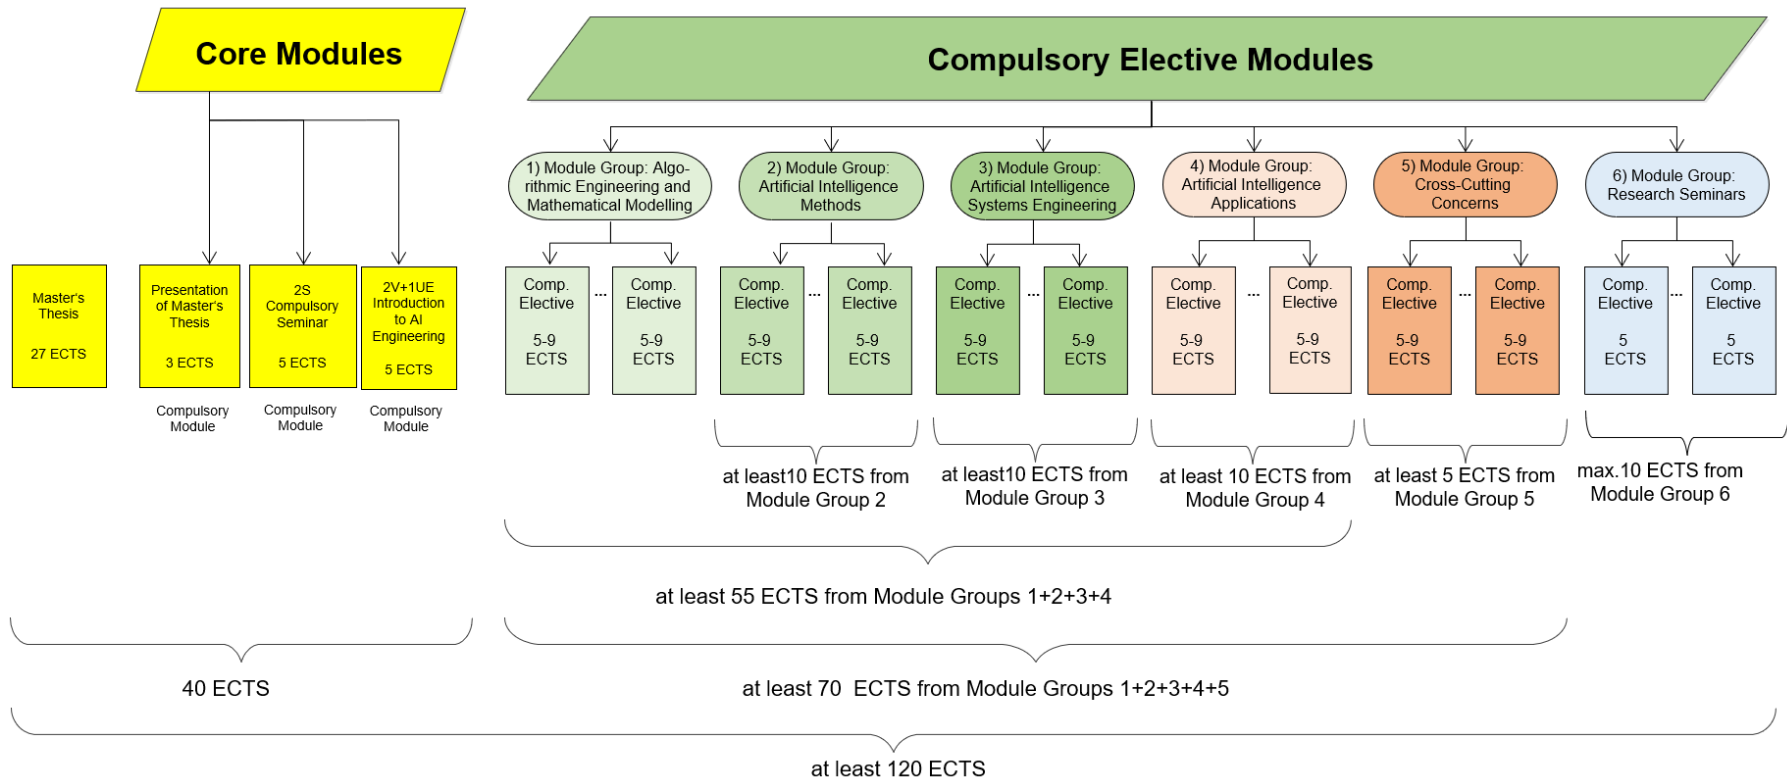 Core Modules
Compulsory Elective Modules
1) Module Group: Algo-
rithmic Engineering and
Mathematical Modelling
2) Module Group:
Artificial Intelligence
Methods
3) Module Group:
Artificial Intelligence
Systems Engineering
4) Module Group:
Artificial Intelligence
Applications
5) Module Group:
Cross-Cutting
Concerns
6) Module Group:
Research Seminars
Master's
Thesis
27 ECTS
Presentation
of Master's
Thesis
3 ECTS
2S
Compulsory
Seminar
5 ECTS
2V+1UE
Introduction
to AI
Engineering
5 ECTS
Comp.
Elective
5-9
ECTS
...
Comp.
Elective
5-9
ECTS
Comp.
Elective
5-9
ECTS
...
Comp.
Elective
5-9
ECTS
Comp.
Elective
5-9
ECTS
...
Comp.
Elective
5-9
ECTS
Comp.
Elective
5-9
ECTS
...
Comp.
Elective
5-9
ECTS
Comp.
Elective
5-9
ECTS
...
Comp.
Elective
5-9
ECTS
Comp.
Elective
5
ECTS
...
Comp.
Elective
5
ECTS
Compulsory
Module
Compulsory
Module
Compulsory
Module
at least10 ECTS from
Module Group 2
at least10 ECTS from
Module Group 3
at least 10 ECTS from
Module Group 4
at least 5 ECTS from
Module Group 5
max.10 ECTS from
Module Group 6
at least 55 ECTS from Module Groups 1+2+3+4
40 ECTS
at least 70  ECTS from Module Groups 1+2+3+4+5
at least 120 ECTS